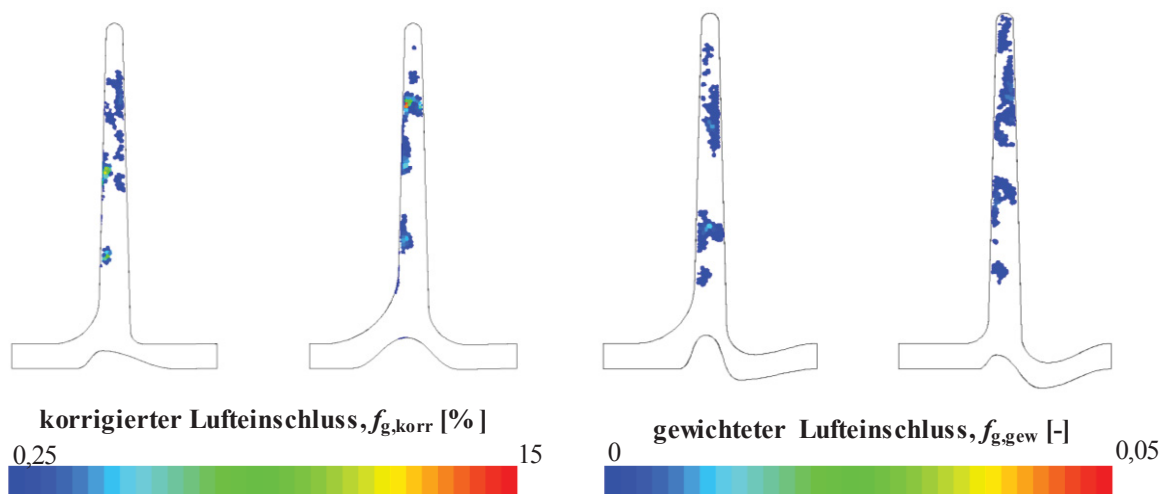 korrigierter Lufteinschluss, fg,korr [%]
0,25 15
gewichteter Lufteinschluss, fg,gew [-]
0 0,05